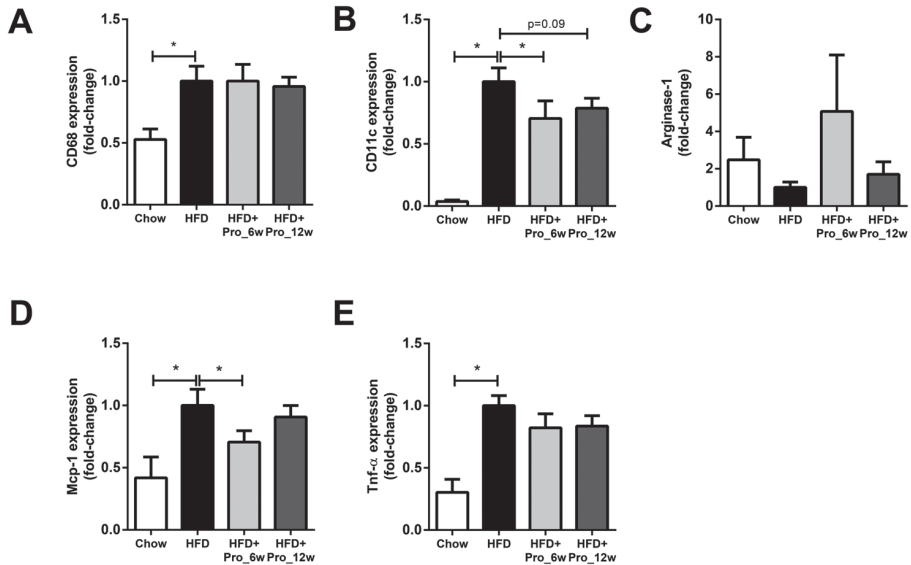 A
CD68 expression
(fold-change)
1.5
1.0
0.5
0.0
*
Chow
HFD
HFD+
Pro_6w
HFD+
Pro_12w
B
CD11c expression
(fold-change)
1.5
1.0
0.5
0.0
p=0.09
*
*
Chow
HFD
HFD+
Pro_6w
HFD+
Pro_12w
C
Arginase-1
(fold-change)
10
8
6
4
2
0
Chow
HFD
HFD+
Pro_6w
HFD+
Pro_12w
D
Mcp-1 expression
(fold-change)
1.5
1.0
0.5
0.0
*
*
Chow
HFD
HFD+
Pro_6w
HFD+
Pro_12w
E
Tnf-α expression
(fold-change)
1.5
1.0
0.5
0.0
*
Chow
HFD
HFD+
Pro_6w
HFD+
Pro_12w